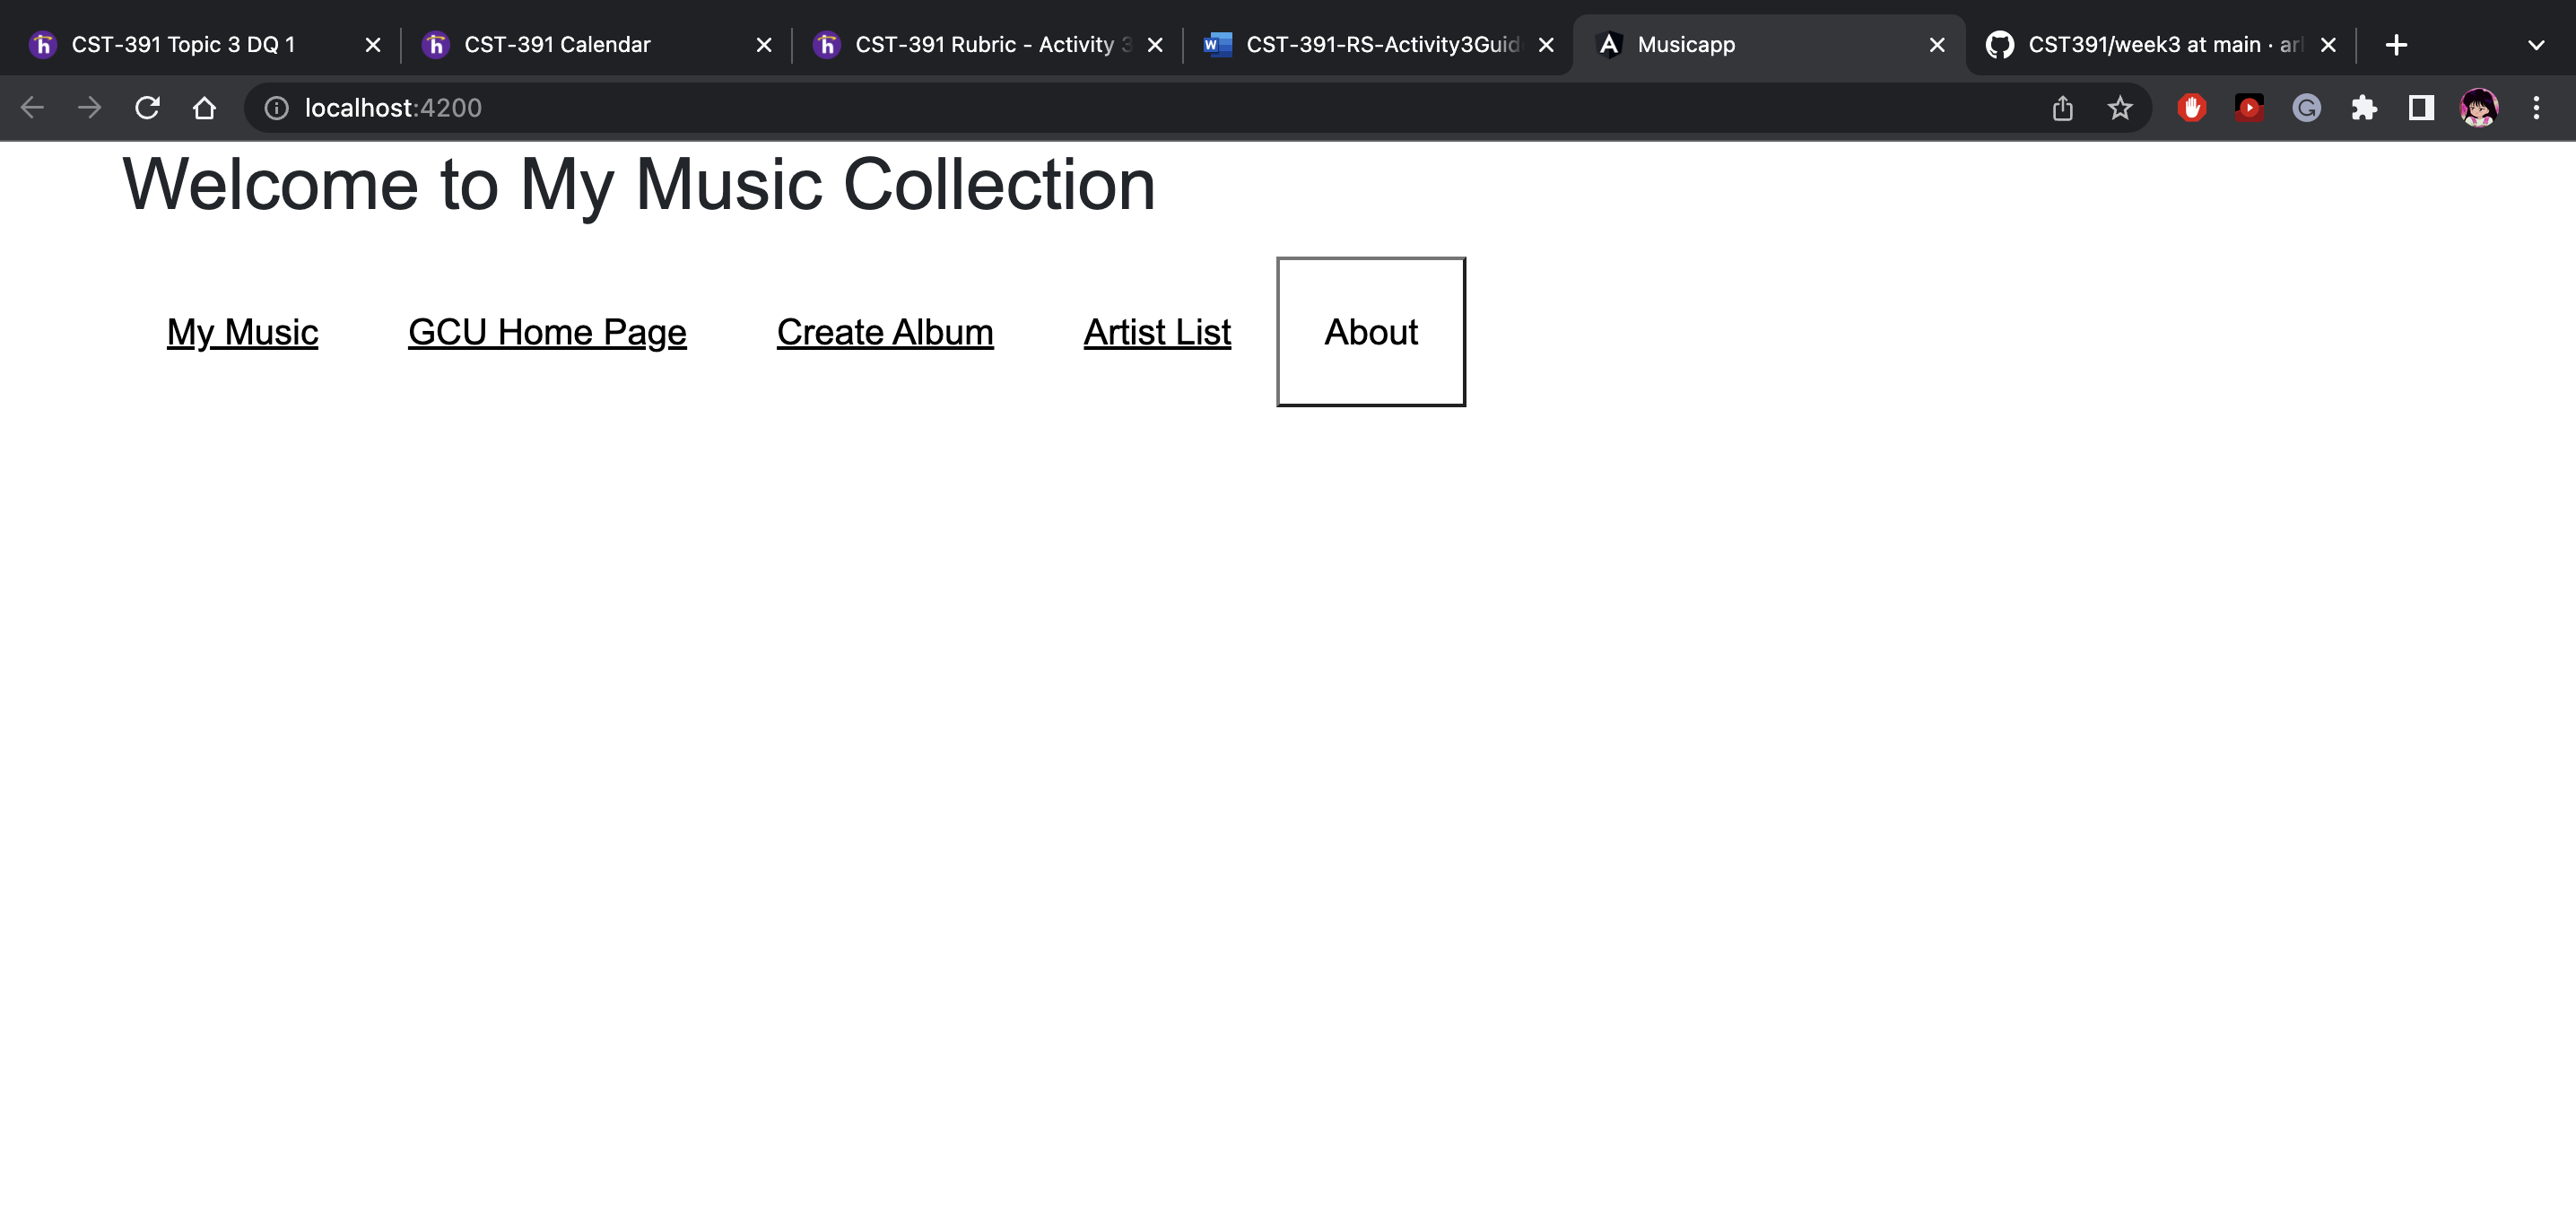 CST-391 Topic 3 DQ 1
CST-391 Calendar
CST-391 Rubric - Activity 3
CST-391-RS-Activity3Guid
Musicapp
CST391/week3 at main · arl
localhost:4200
Welcome to My Music Collection
My Music GCU Home Page Create Album Artist List About